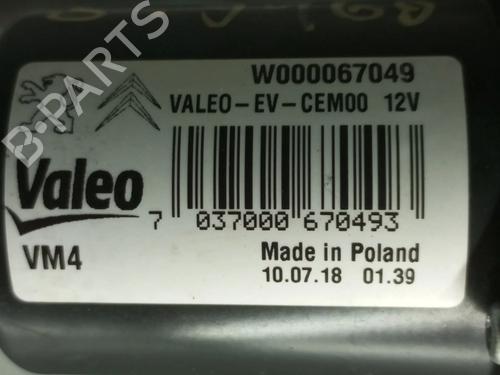 W000067049
VALEO-EV-CEM00 12V
Valeo
7 037000 670493
VM4
Made in Poland
10.07.18 01.39
B-PARTS